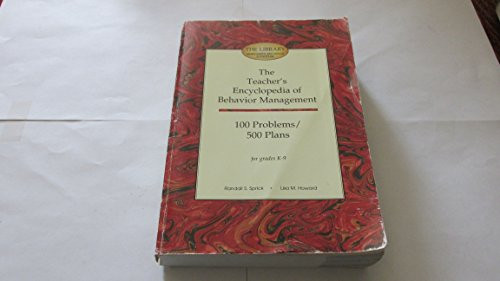 THE LIBRARY
The
Teacher's
Encyclopedia of
Behavior Management
100 Problems/
500 Plans
for grades K-9
Randall S. Sprick • Lisa M. Howard